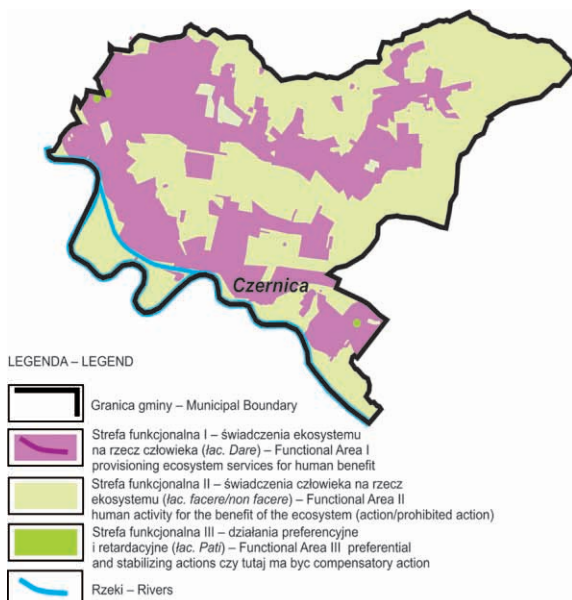 Czernica
LEGENDA – LEGEND
Granica gminy – Municipal Boundary
Strefa funkcjonalna I – świadczenia ekosystemu
na rzecz człowieka (łac. Dare) – Functional Area I
provisioning ecosystem services for human benefit
Strefa funkcjonalna II – świadczenia człowieka na rzecz
ekosystemu (łac. facere/non facere) – Functional Area II
human activity for the benefit of the ecosystem (action/prohibited action)
Strefa funkcjonalna III – działania preferencyjne
i retardacyjne (łac. Pati) – Functional Area III preferential
and stabilizing actions czy tutaj ma byc compensatory action
Rzeki – Rivers